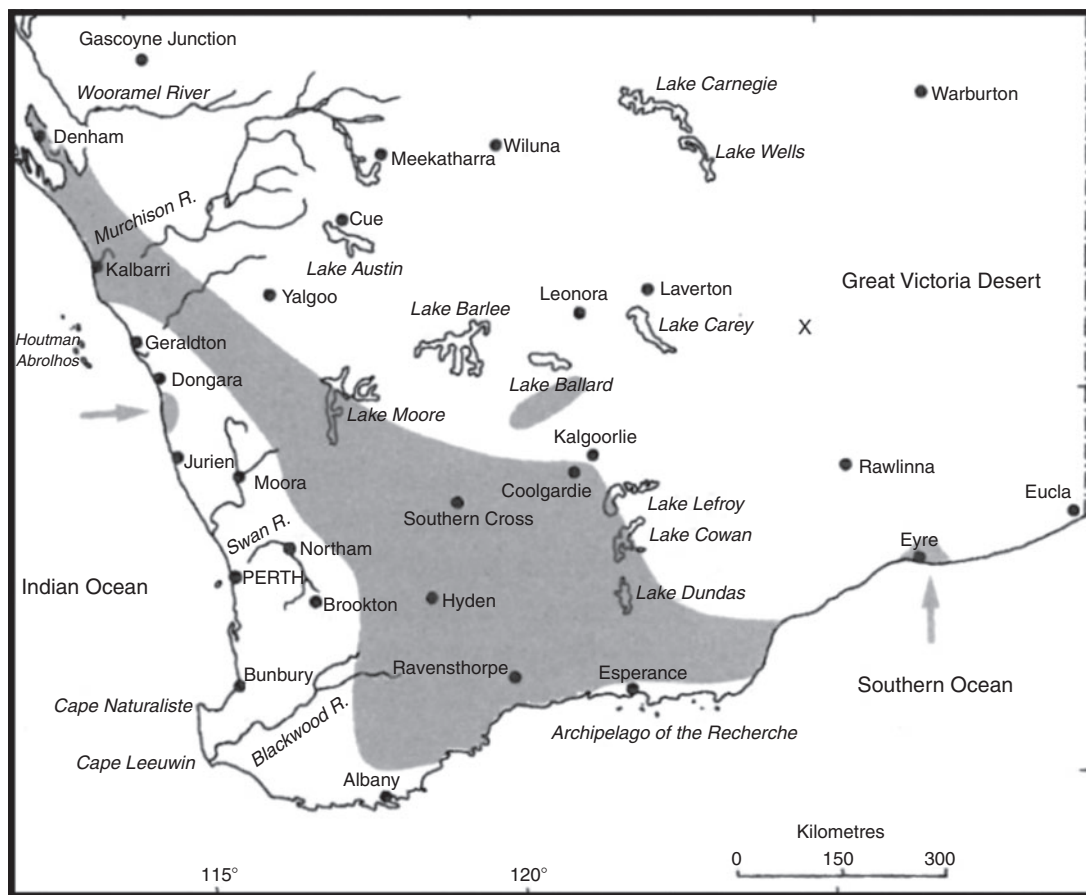 Gascoyne Junction
Wooramel River
Lake Carnegie
Warburton
Denham
Meekatharra
Wiluna
Lake Wells
Murchison R.
Cue
Lake Austin
Kalbarri
Yalgoo
Lake Barlee
Leonora
Laverton
Great Victoria Desert
Lake Carey
X
Houtman
Abrolhos
Geraldton
Dongara
Lake Ballard
Lake Moore
Kalgoorlie
Jurien
Moora
Coolgardie
Rawlinna
Southern Cross
Lake Lefroy
Eucla
Swan R.
Northam
Lake Cowan
Eyre
Indian Ocean
PERTH
Brookton
Hyden
Lake Dundas
Bunbury
Ravensthorpe
Esperance
Southern Ocean
Cape Naturaliste
Blackwood R.
Archipelago of the Recherche
Cape Leeuwin
Albany
Kilometres
0 150 300
115° 120°